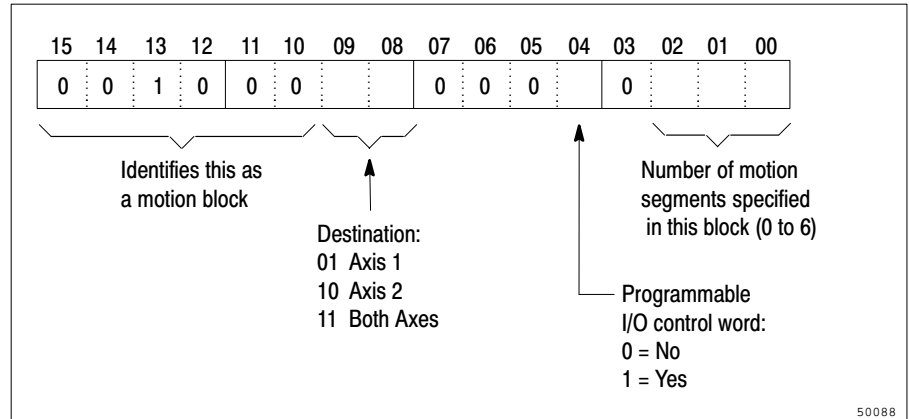 15 14 13 12 11 10 09 08 07 06 05 04 03 02 01 00
0 0 1 0 0 0 0 0 0 0
Identifies this as
a motion block
Destination:
01 Axis 1
10 Axis 2
11 Both Axes
Number of motion
segments specified
in this block (0 to 6)
Programmable
I/O control word:
0 = No
1 = Yes
50088